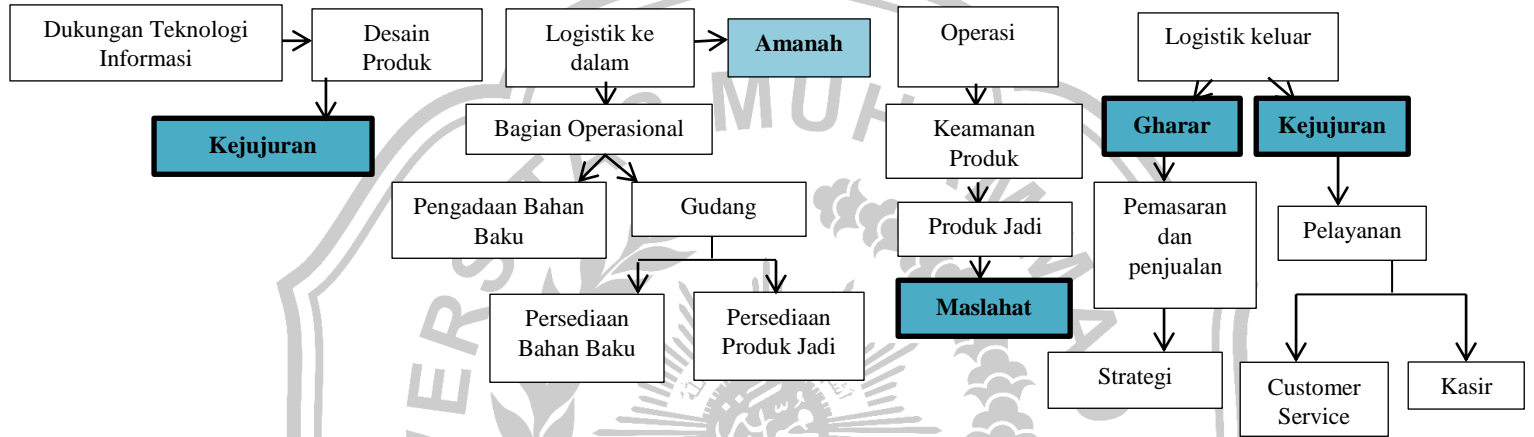 Dukungan Teknologi
Informasi
Desain
Produk
Kejujuran
Logistik ke
dalam
Amanah
Bagian Operasional
Pengadaan Bahan
Baku
Gudang
Persediaan
Bahan Baku
Persediaan
Produk Jadi
Operasi
Keamanan
Produk
Produk Jadi
Maslahat
Logistik keluar
Gharar
Kejujuran
Pemasaran
dan
penjualan
Pelayanan
Strategi
Customer
Service
Kasir